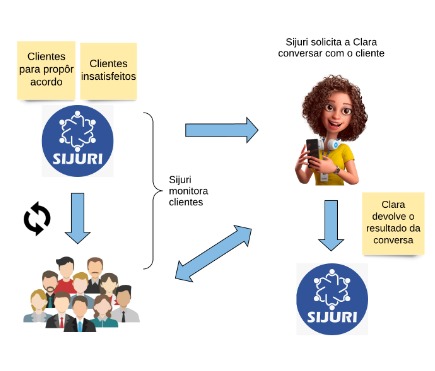 Clientes
para propôr
acordo
Clientes
insatisfeitos
SIJURI
Sijuri
monitora
clientes
Sijuri solicita a Clara
conversar com o cliente
Clara
devolve o
resultado da
conversa
SIJURI